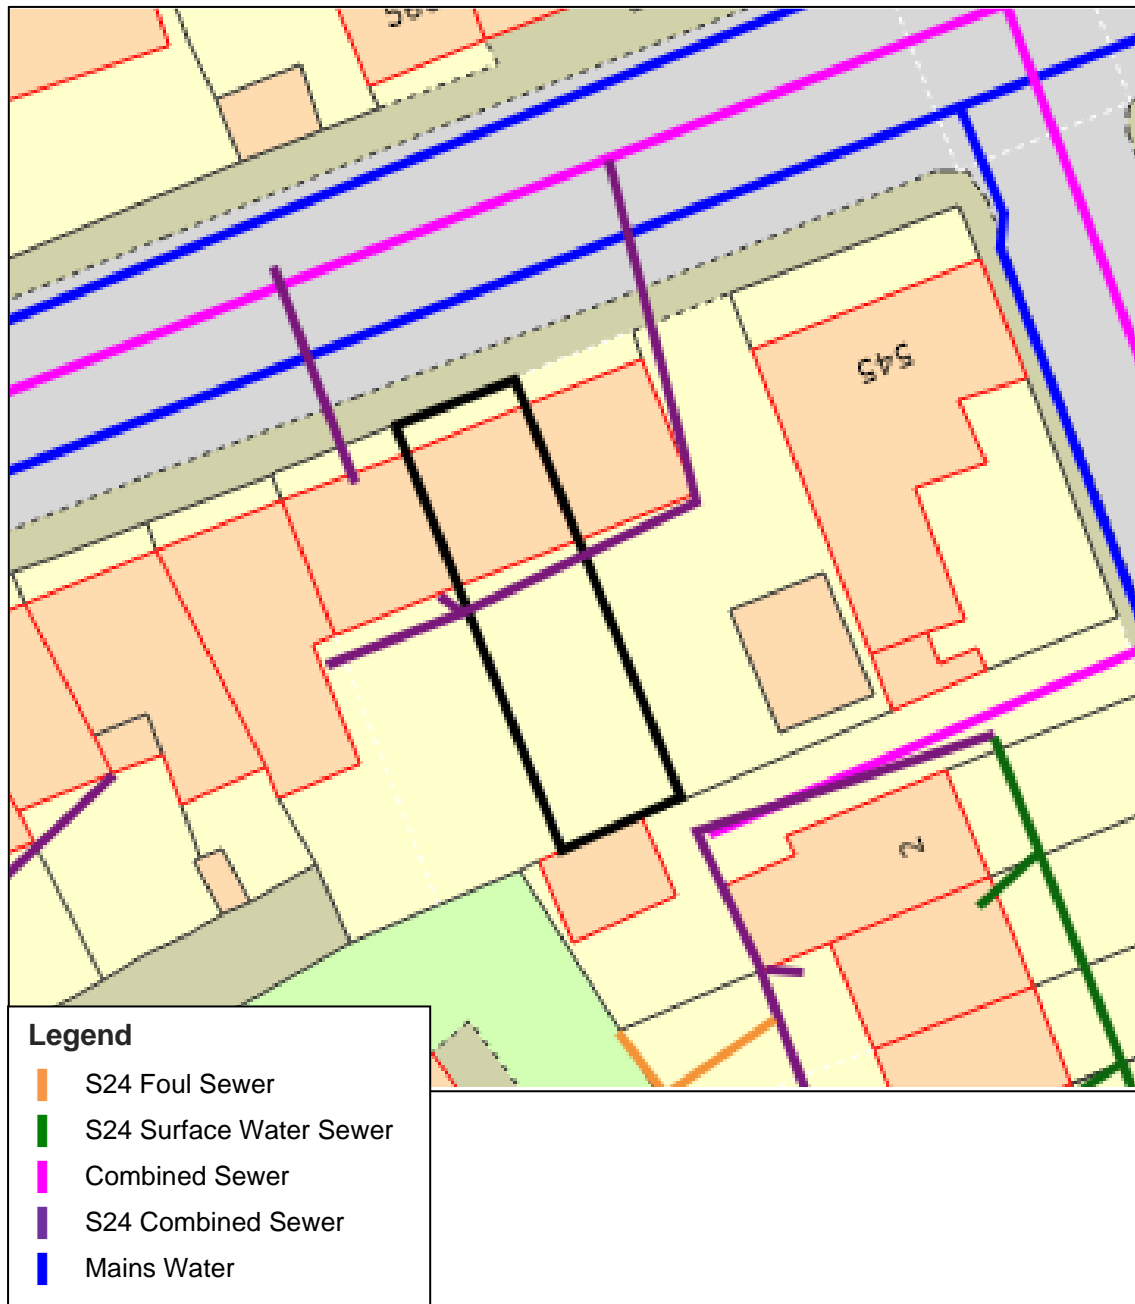 545
2
Legend
S24 Foul Sewer
S24 Surface Water Sewer
Combined Sewer
S24 Combined Sewer
Mains Water